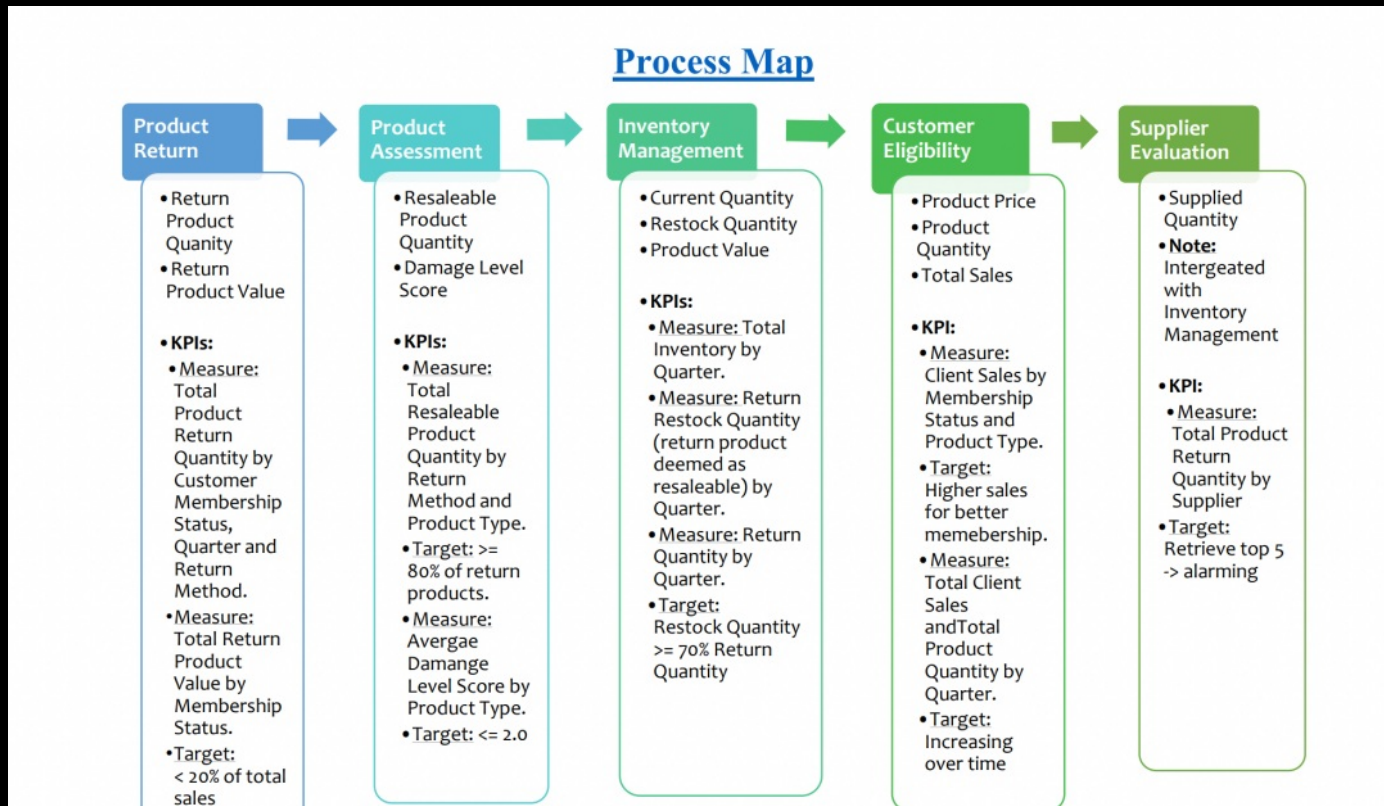 Process Map
Product
Return
• Return
Product
Quanity
• Return
Product Value
• KPIs:
• Measure:
Total
Product
Return
Quantity by
Customer
Membership
Status,
Quarter and
Return
Method.
• Measure:
Total Return
Product
Value by
Membership
Status.
• Target:
< 20% of total
sales
Product
Assessment
• Resaleable
Product
Quantity
• Damage Level
Score
• KPIs:
• Measure:
Total
Resaleable
Product
Quantity by
Return
Method and
Product Type.
• Target: >=
80% of return
products.
• Measure:
Avergae
Damange
Level Score by
Product Type.
• Target: <= 2.0
Inventory
Management
• Current Quantity
• Restock Quantity
• Product Value
• KPIs:
• Measure: Total
Inventory by
Quarter.
• Measure: Return
Restock Quantity
(return product
deemed as
resaleable) by
Quarter.
• Measure: Return
Quantity by
Quarter.
• Target:
Restock Quantity
>= 70% Return
Quantity
Customer
Eligibility
• Product Price
• Product
Quantity
• Total Sales
• KPI:
• Measure:
Client Sales by
Membership
Status and
Product Type.
• Target:
Higher sales
for better
memebership.
• Measure:
Total Client
Sales
andTotal
Product
Quantity by
Quarter.
• Target:
Increasing
over time
Supplier
Evaluation
• Supplied
Quantity
• Note:
Intergeated
with
Inventory
Management
• KPI:
• Measure:
Total Product
Return
Quantity by
Supplier
• Target:
Retrieve top 5
-> alarming